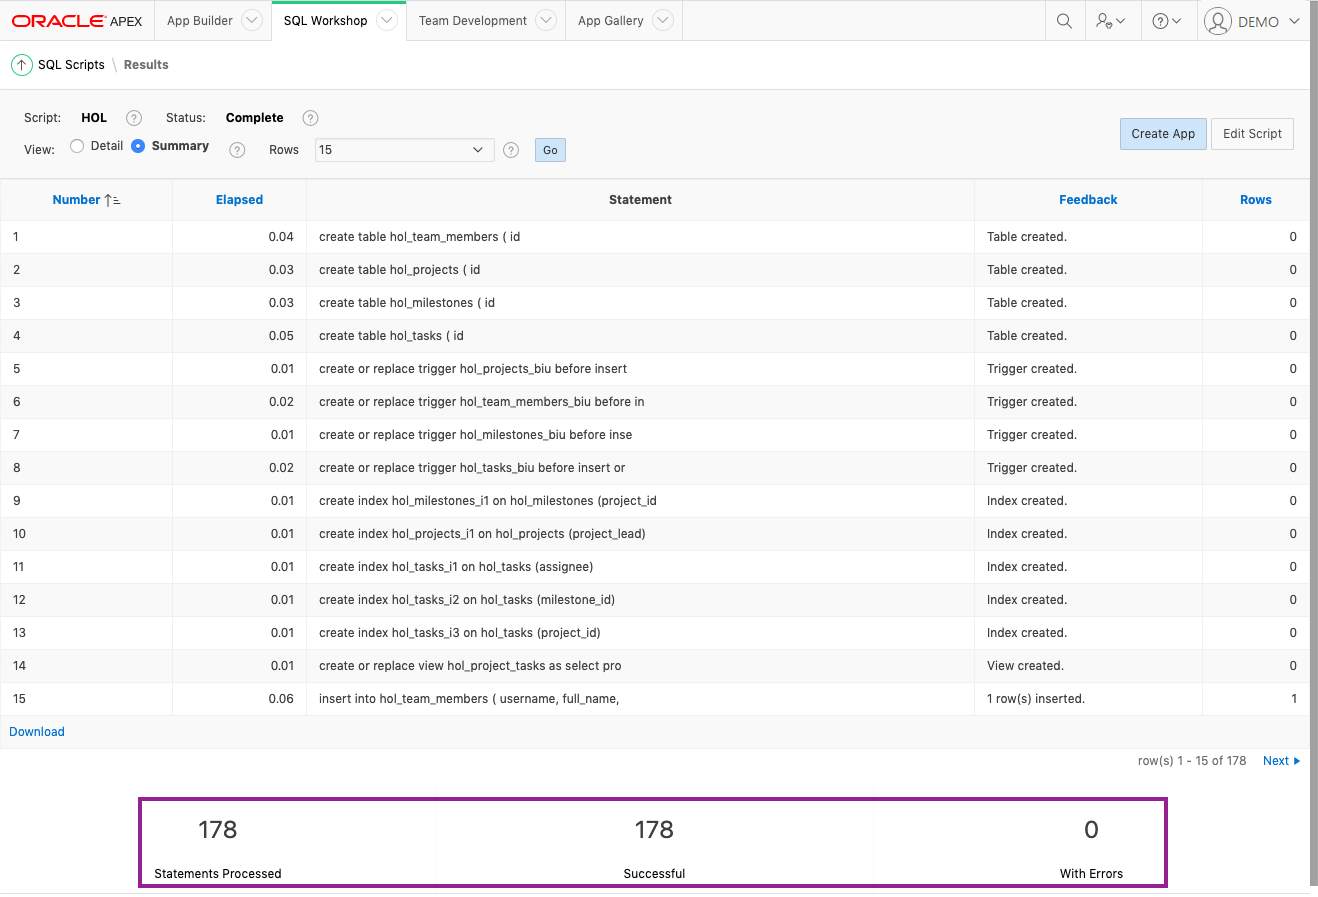 ORACLE APEX App Builder SQL Workshop Team Development App Gallery DEMO
SQL Scripts \ Results
Script: HOL ? Status: Complete ?
Create App Edit Script
View: Detail Summary ? Rows 15 ? Go
Number Elapsed Statement Feedback Rows
1 0.04 create table hol_team_members ( id Table created. 0
2 0.03 create table hol_projects ( id Table created. 0
3 0.03 create table hol_milestones ( id Table created. 0
4 0.05 create table hol_tasks ( id Table created. 0
5 0.01 create or replace trigger hol_projects_biu before insert Trigger created. 0
6 0.02 create or replace trigger hol_team_members_biu before in Trigger created. 0
7 0.01 create or replace trigger hol_milestones_biu before inse Trigger created. 0
8 0.02 create or replace trigger hol_tasks_biu before insert or Trigger created. 0
9 0.01 create index hol_milestones_i1 on hol_milestones (project_id Index created. 0
10 0.01 create index hol_projects_i1 on hol_projects (project_lead) Index created. 0
11 0.01 create index hol_tasks_i1 on hol_tasks (assignee) Index created. 0
12 0.01 create index hol_tasks_i2 on hol_tasks (milestone_id) Index created. 0
13 0.01 create index hol_tasks_i3 on hol_tasks (project_id) Index created. 0
14 0.01 create or replace view hol_project_tasks as select pro View created. 0
15 0.06 insert into hol_team_members ( username, full_name, 1 row(s) inserted. 1
Download
row(s) 1 - 15 of 178 Next
178 178 0
Statements Processed Successful With Errors